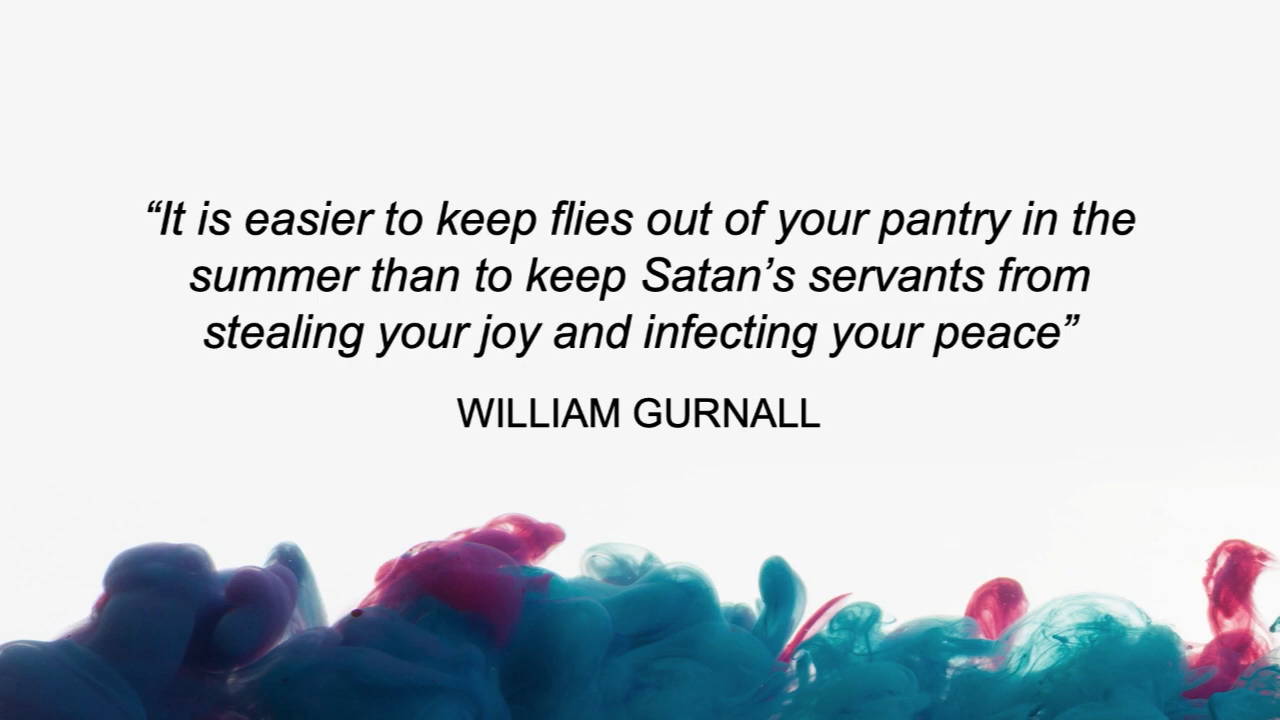 “It is easier to keep flies out of your pantry in the
summer than to keep Satan’s servants from
stealing your joy and infecting your peace”
WILLIAM GURNALL